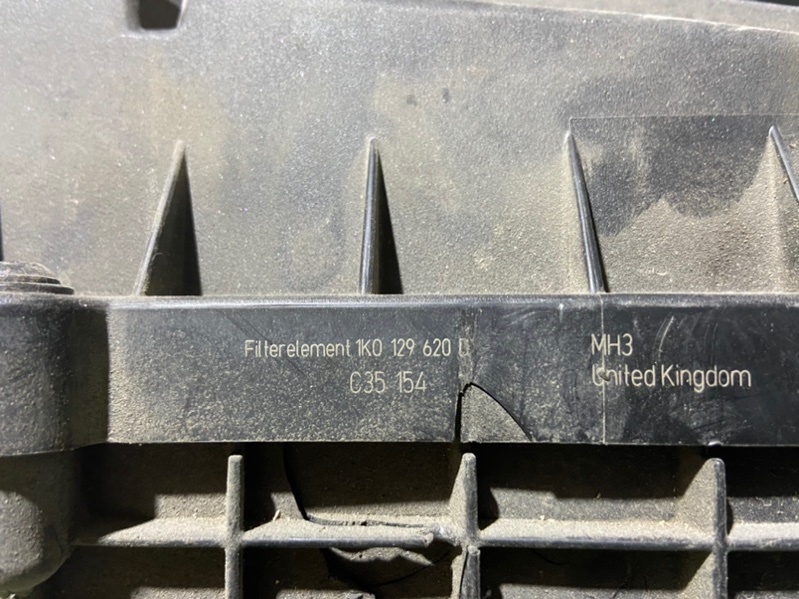 Filterelement 1K0 129 620 D
C35 154
MH3
United Kingdom